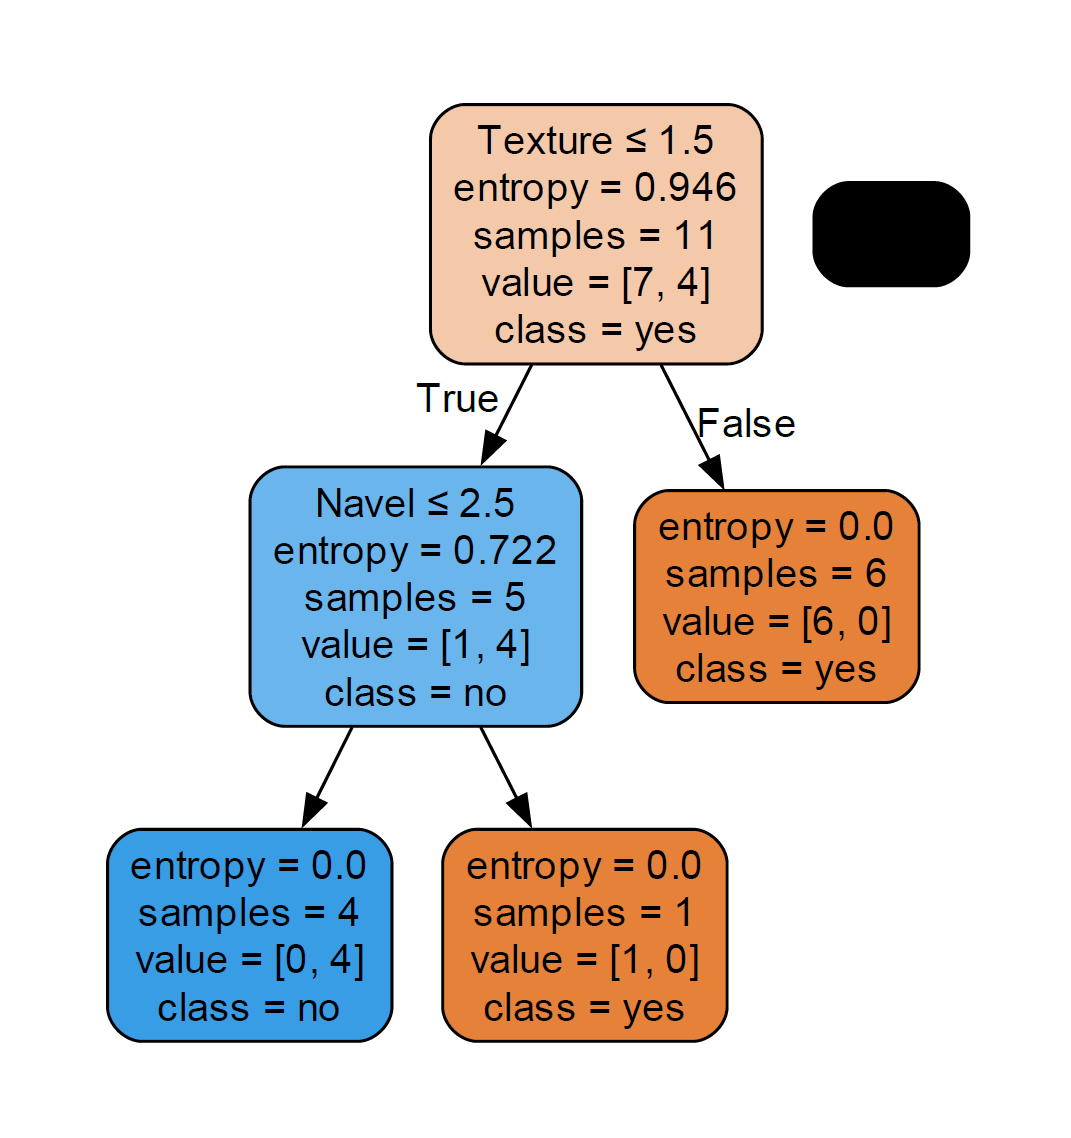 Texture ≤ 1.5
entropy = 0.946
samples = 11
value = [7, 4]
class = yes
True
False
Navel ≤ 2.5
entropy = 0.722
samples = 5
value = [1, 4]
class = no
entropy = 0.0
samples = 6
value = [6, 0]
class = yes
entropy = 0.0
samples = 4
value = [0, 4]
class = no
entropy = 0.0
samples = 1
value = [1, 0]
class = yes